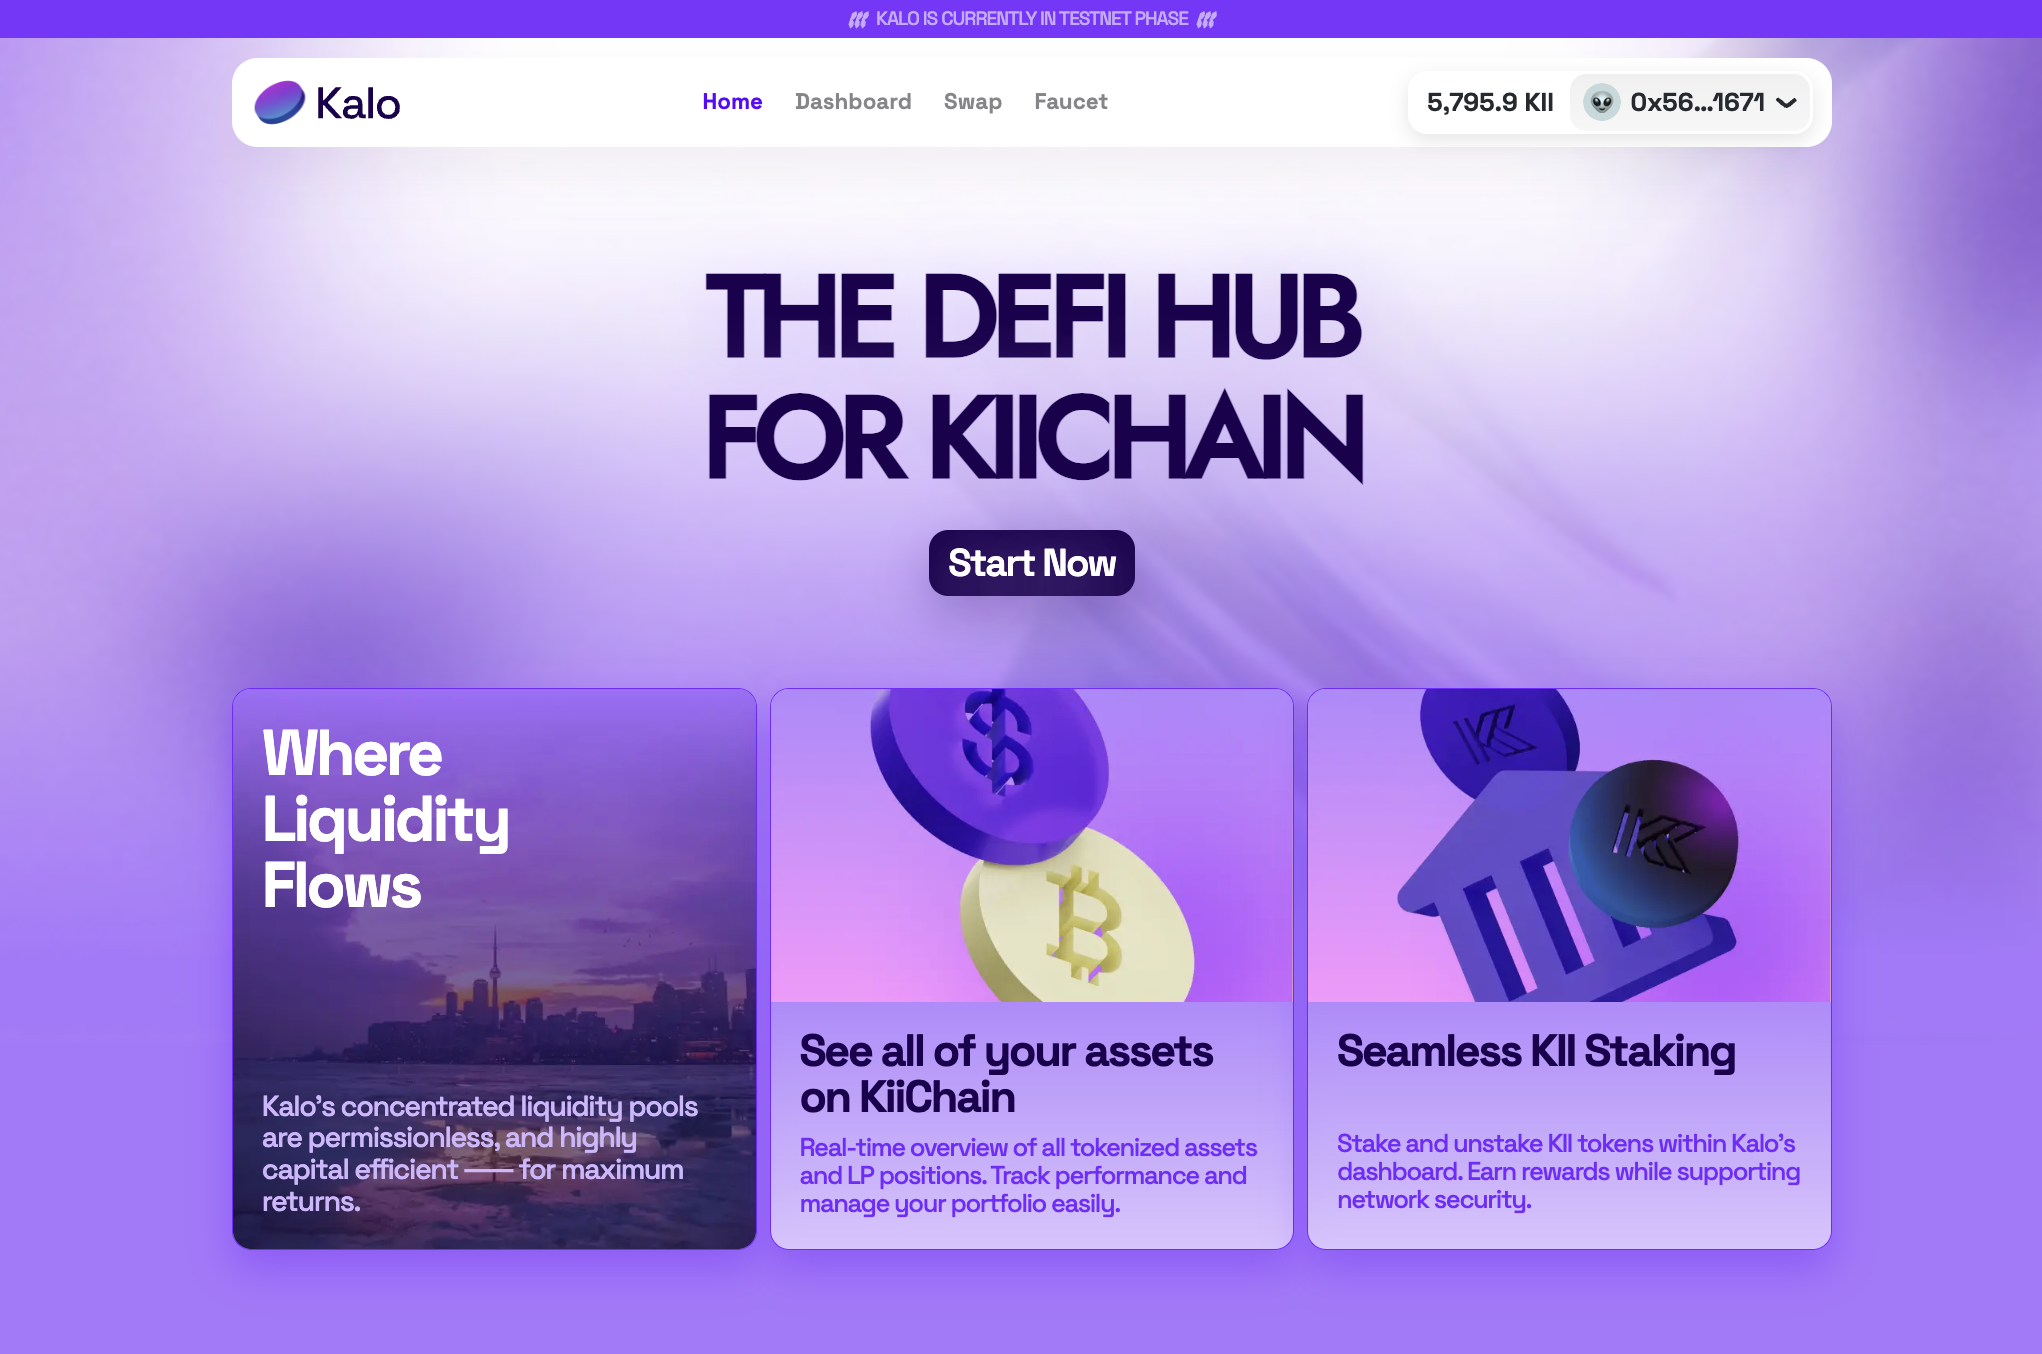 KALO IS CURRENTLY IN TESTNET PHASE
Kalo
Home
Dashboard
Swap
Faucet
5,795.9 KII
0x56...1671
THE DEFI HUB
FOR KIICHAIN
Start Now
Where
Liquidity
Flows
Kalo's concentrated liquidity pools
are permissionless, and highly
capital efficient —— for maximum
returns.
$
See all of your assets
on KiiChain
Real-time overview of all tokenized assets
and LP positions. Track performance and
manage your portfolio easily.
Seamless KII Staking
Stake and unstake KII tokens within Kalo's
dashboard. Earn rewards while supporting
network security.